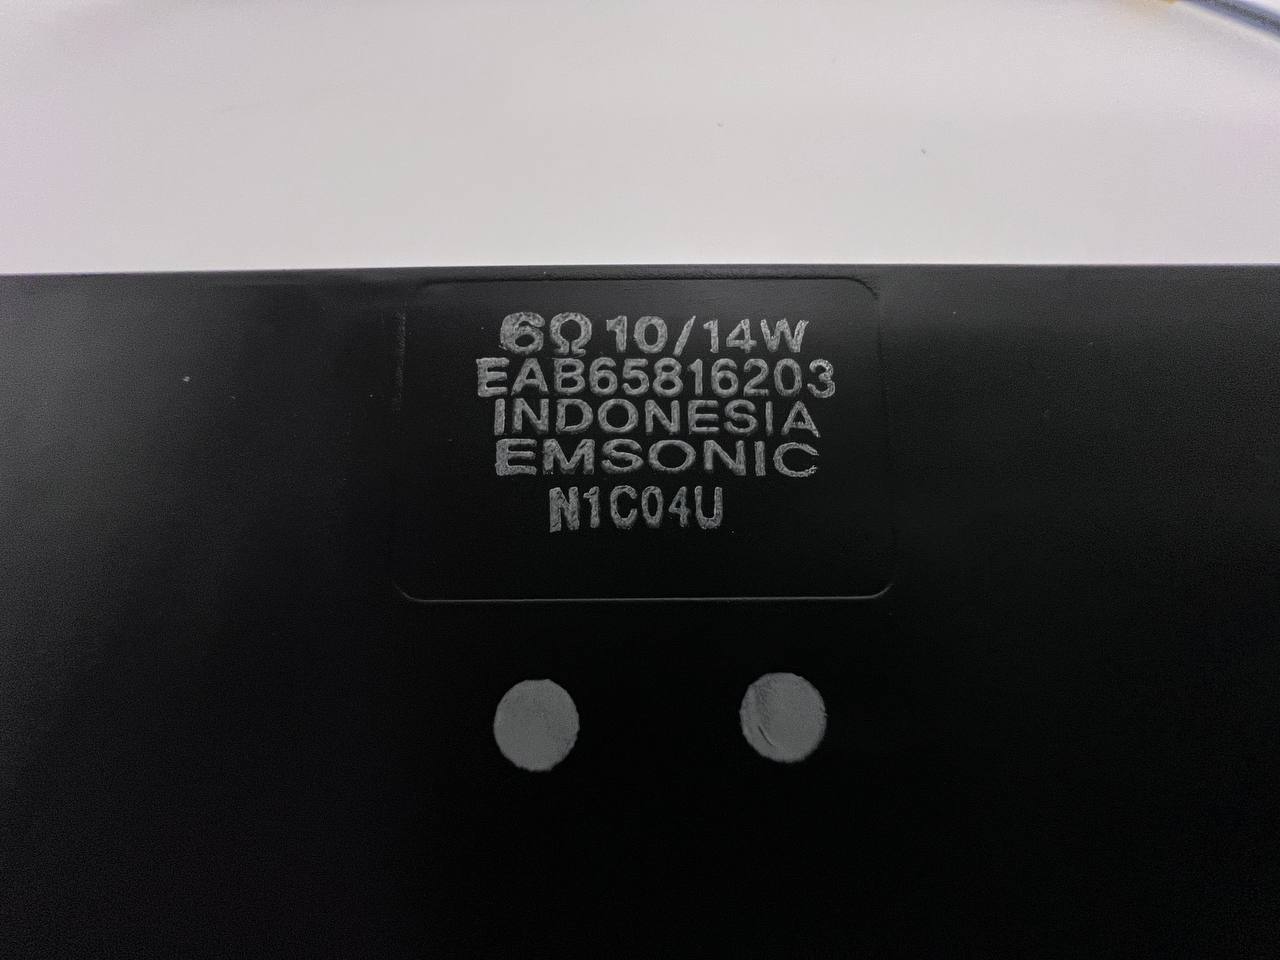 6Ω 10/14W
EAB65816203
INDONESIA
EMSONIC
N1C04U